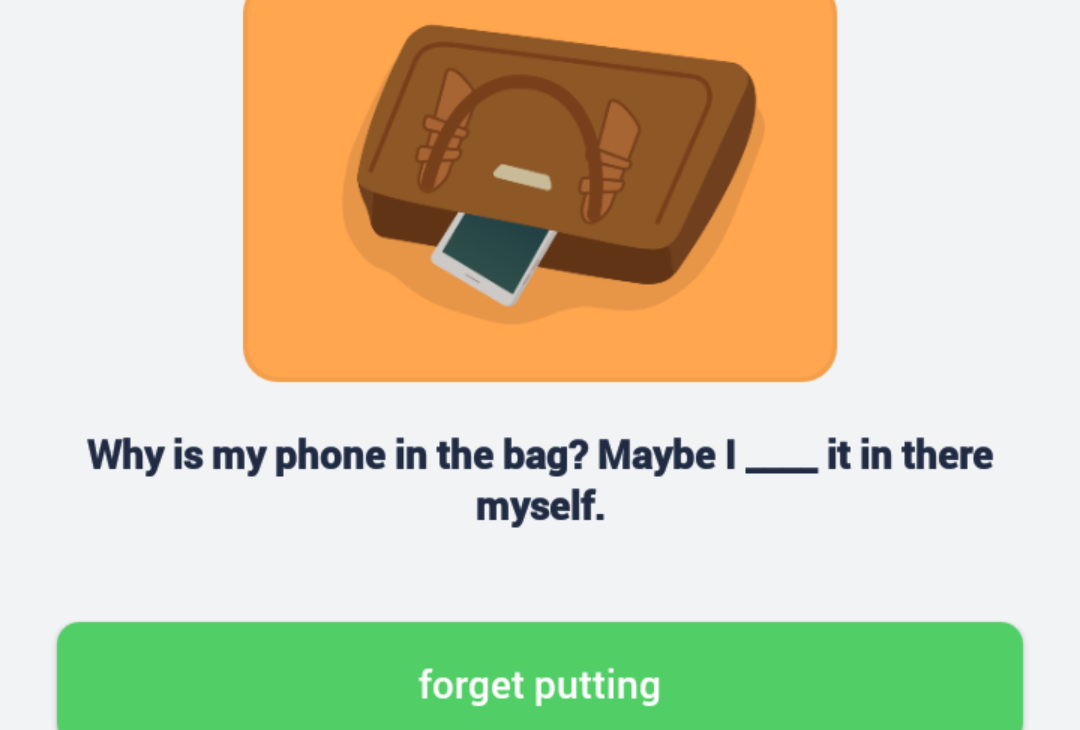 Why is my phone in the bag? Maybe I ____ it in there
myself.
forget putting